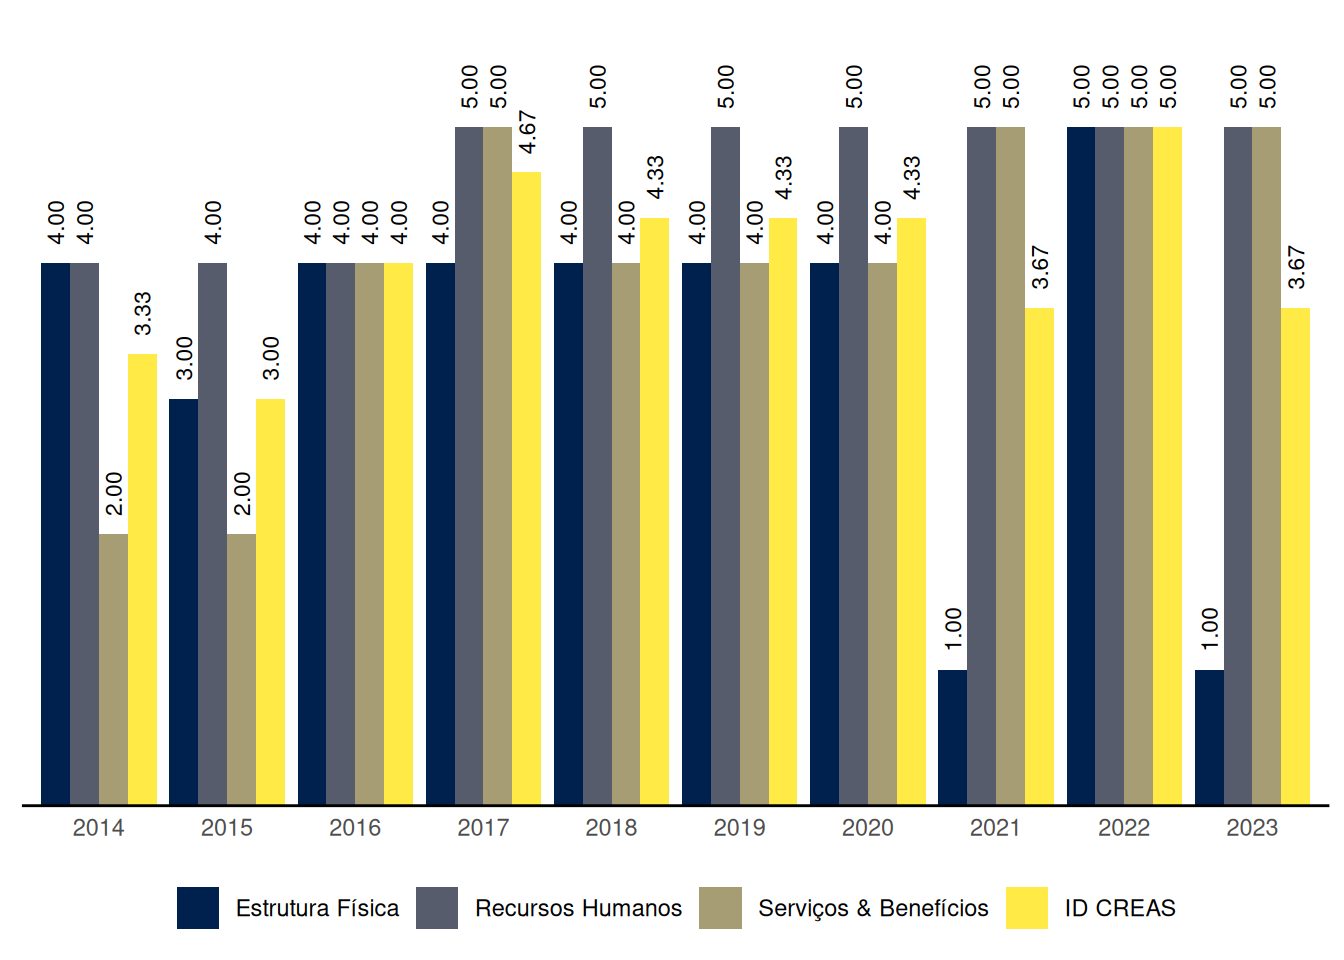 4.00 4.00 2.00 3.33
3.00 4.00 2.00 3.00
4.00 4.00 4.00 4.00
4.00 5.00 5.00 4.67
4.00 5.00 4.00 4.33
4.00 5.00 4.00 4.33
4.00 5.00 4.00 4.33
1.00 5.00 5.00 3.67
5.00 5.00 5.00 5.00
1.00 5.00 5.00 3.67
2014 2015 2016 2017 2018 2019 2020 2021 2022 2023
Estrutura Física Recursos Humanos Serviços & Benefícios ID CREAS